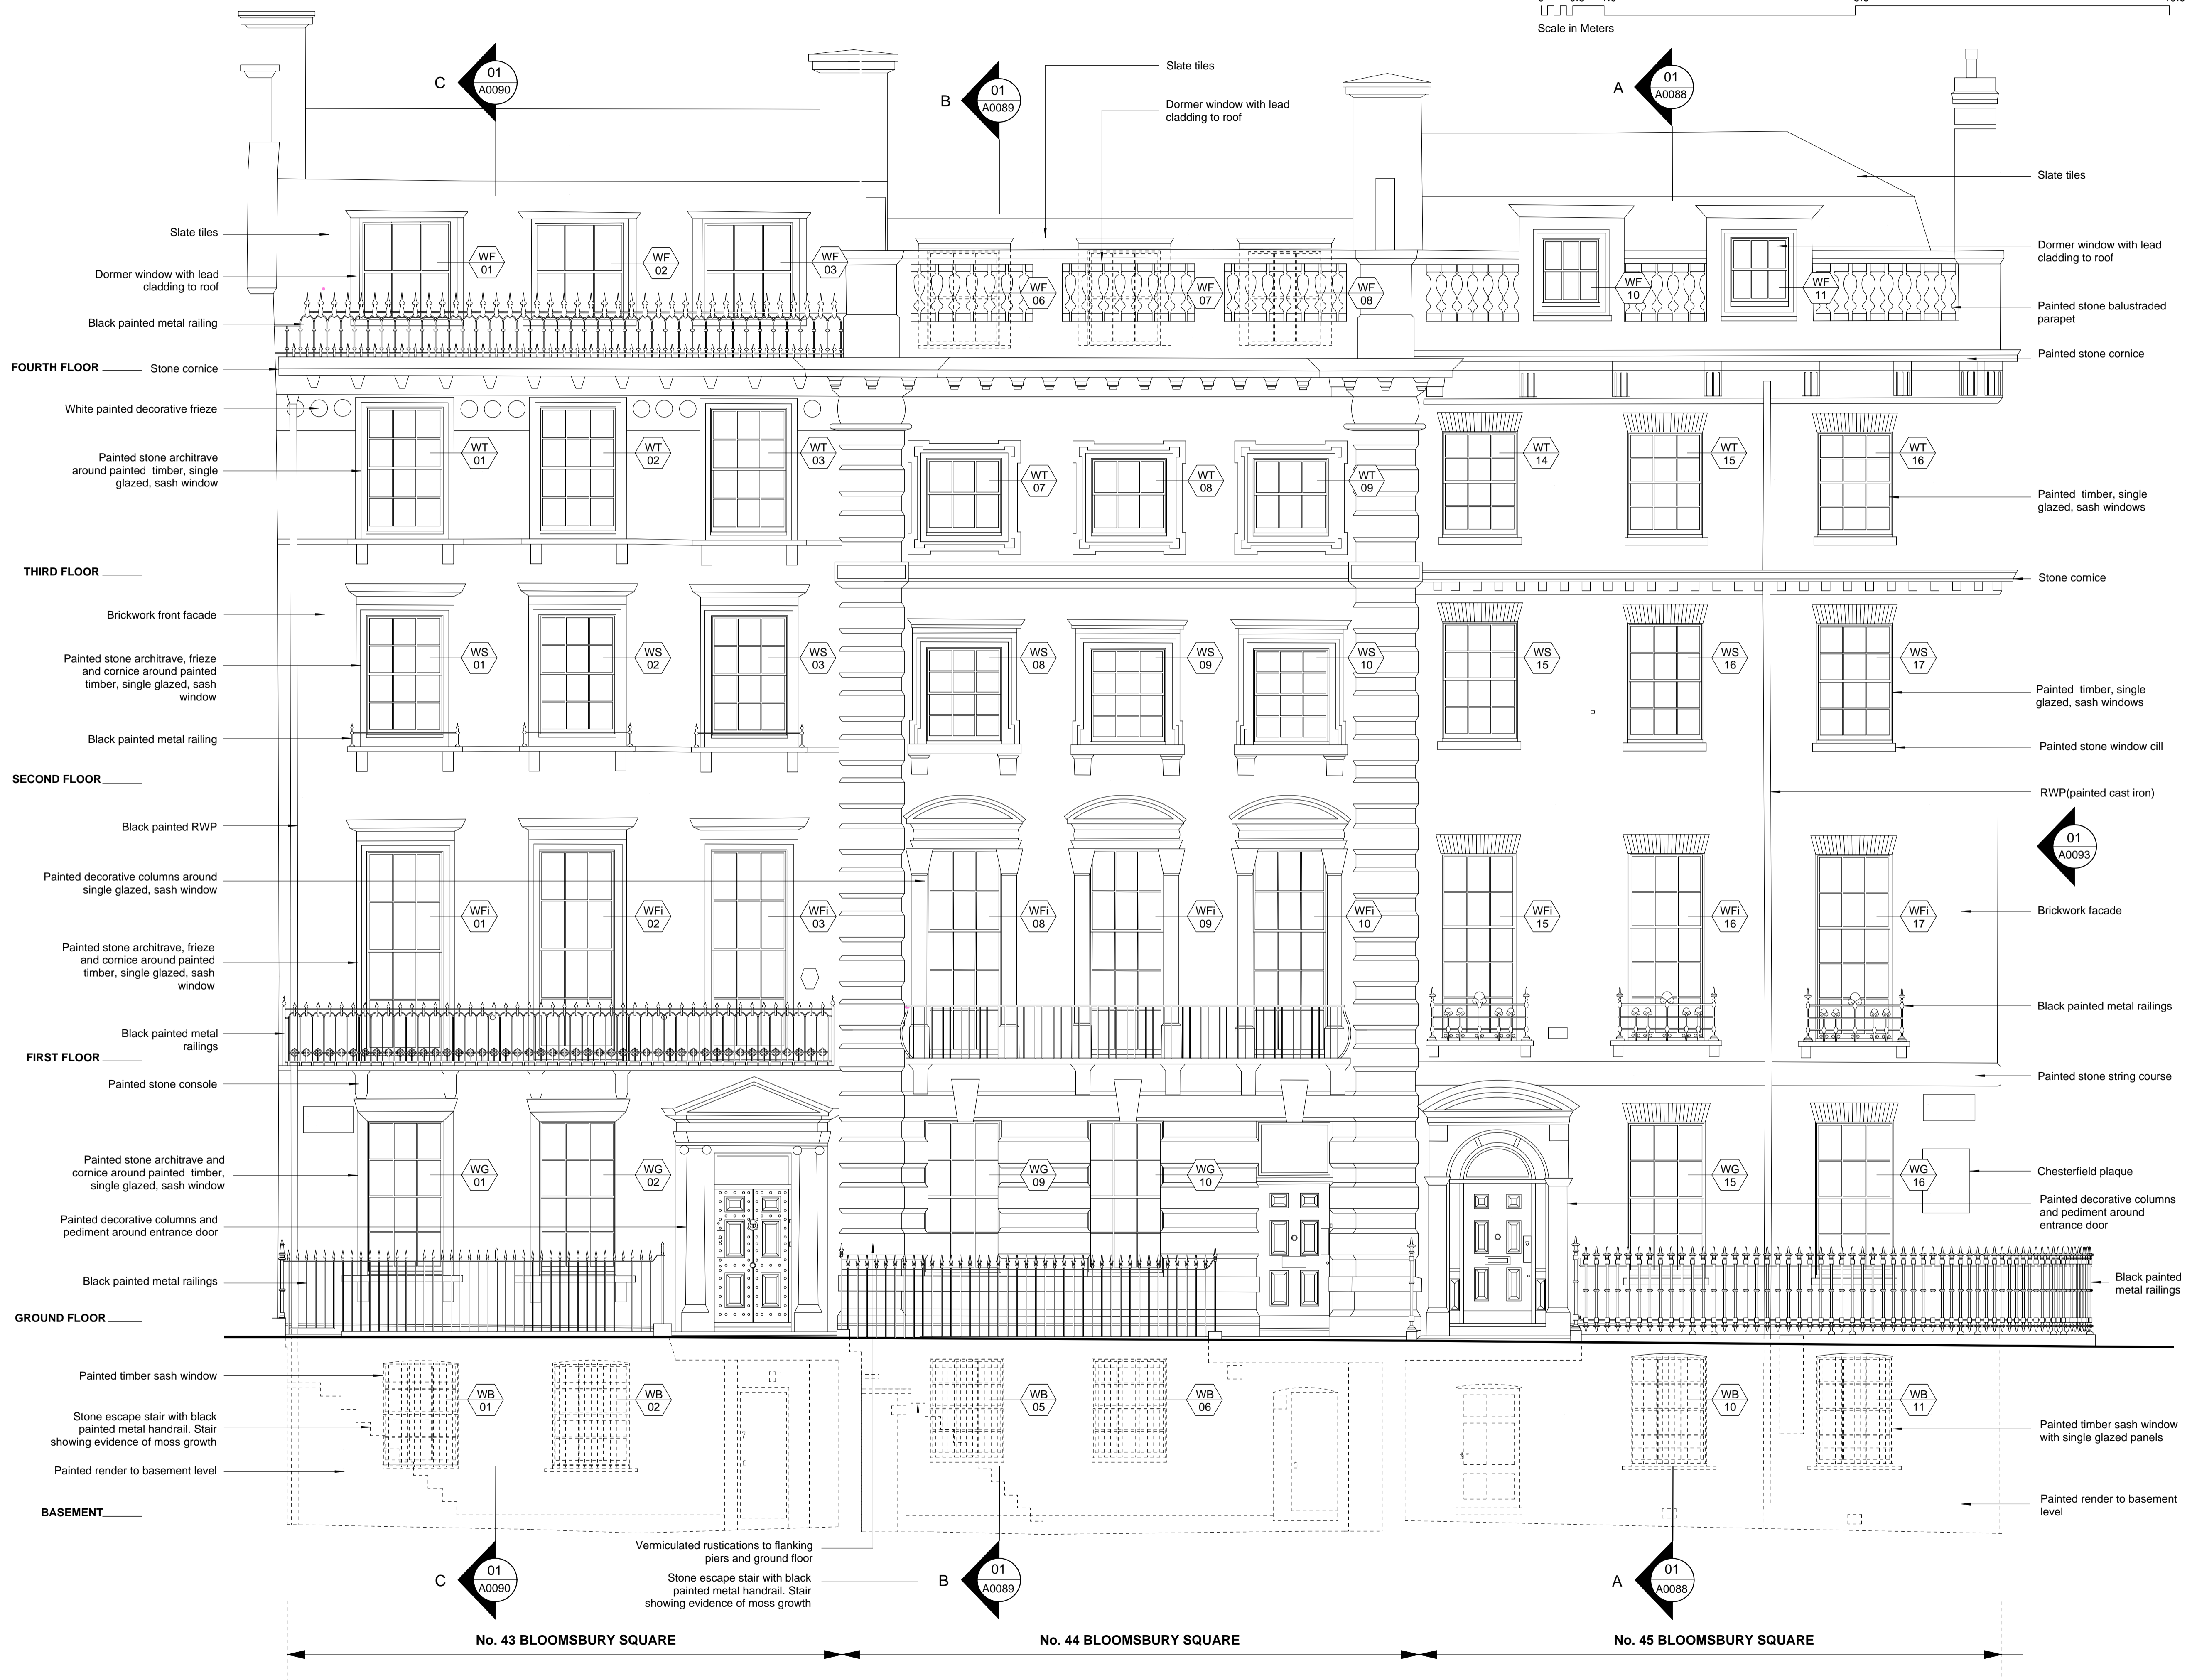 Scale in Meters
C
01
A0090
B
01
A0089
A
01
A0088
Slate tiles
Dormer window with lead
cladding to roof
Slate tiles
Slate tiles
Dormer window with lead
cladding to roof
Dormer window with lead
cladding to roof
WF
01
WF
02
WF
03
WF
06
WF
07
WF
08
WF
10
WF
11
Black painted metal railing
Painted stone balustraded
parapet
FOURTH FLOOR
Stone cornice
Painted stone cornice
White painted decorative frieze
Painted stone architrave
around painted timber, single
glazed, sash window
WT
01
WT
02
WT
03
WT
07
WT
08
WT
09
WT
14
WT
15
WT
16
Painted timber, single
glazed, sash windows
THIRD FLOOR
Stone cornice
Brickwork front facade
Painted stone architrave, frieze
and cornice around painted
timber, single glazed, sash
window
WS
01
WS
02
WS
03
WS
08
WS
09
WS
10
WS
15
WS
16
WS
17
Painted timber, single
glazed, sash windows
Black painted metal railing
Painted stone window cill
SECOND FLOOR
RWP(painted cast iron)
Black painted RWP
01
A0093
Painted decorative columns around
single glazed, sash window
WFi
01
WFi
02
WFi
03
WFi
08
WFi
09
WFi
10
WFi
15
WFi
16
WFi
17
Brickwork facade
Painted stone architrave, frieze
and cornice around painted
timber, single glazed, sash
window
Black painted metal railings
Black painted metal
railings
FIRST FLOOR
Painted stone console
Painted stone string course
Painted stone architrave and
cornice around painted timber,
single glazed, sash window
WG
01
WG
02
WG
09
WG
10
WG
15
WG
16
Chesterfield plaque
Painted decorative columns
and pediment around
entrance door
Painted decorative columns and
pediment around entrance door
Black painted metal railings
Black painted
metal railings
GROUND FLOOR
Painted timber sash window
WB
01
WB
02
WB
05
WB
06
WB
10
WB
11
Stone escape stair with black
painted metal handrail. Stair
showing evidence of moss growth
Painted timber sash window
with single glazed panels
Painted render to basement level
Painted render to basement
level
BASEMENT
Vermiculated rustications to flanking
piers and ground floor
Stone escape stair with black
painted metal handrail. Stair
showing evidence of moss growth
C
01
A0090
B
01
A0089
A
01
A0088
No. 43 BLOOMSBURY SQUARE
No. 44 BLOOMSBURY SQUARE
No. 45 BLOOMSBURY SQUARE